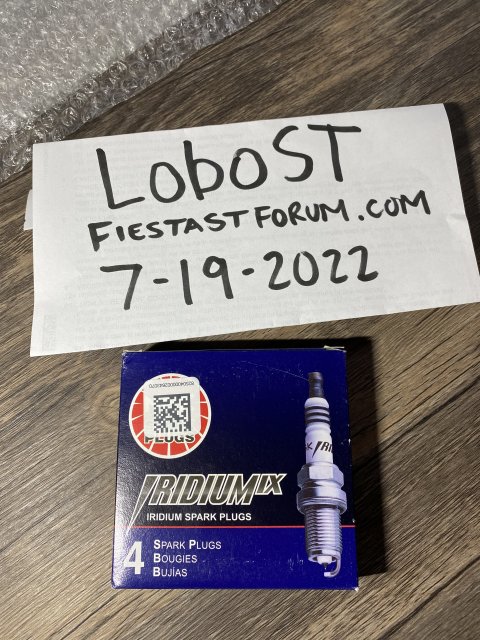 LoboST
FIESTASTFORUM.COM
7-19-2022
PLUGS
IRIDIUM IX
IRIDIUM SPARK PLUGS
4
SPARK PLUGS
BOUGIES
BUJÍAS